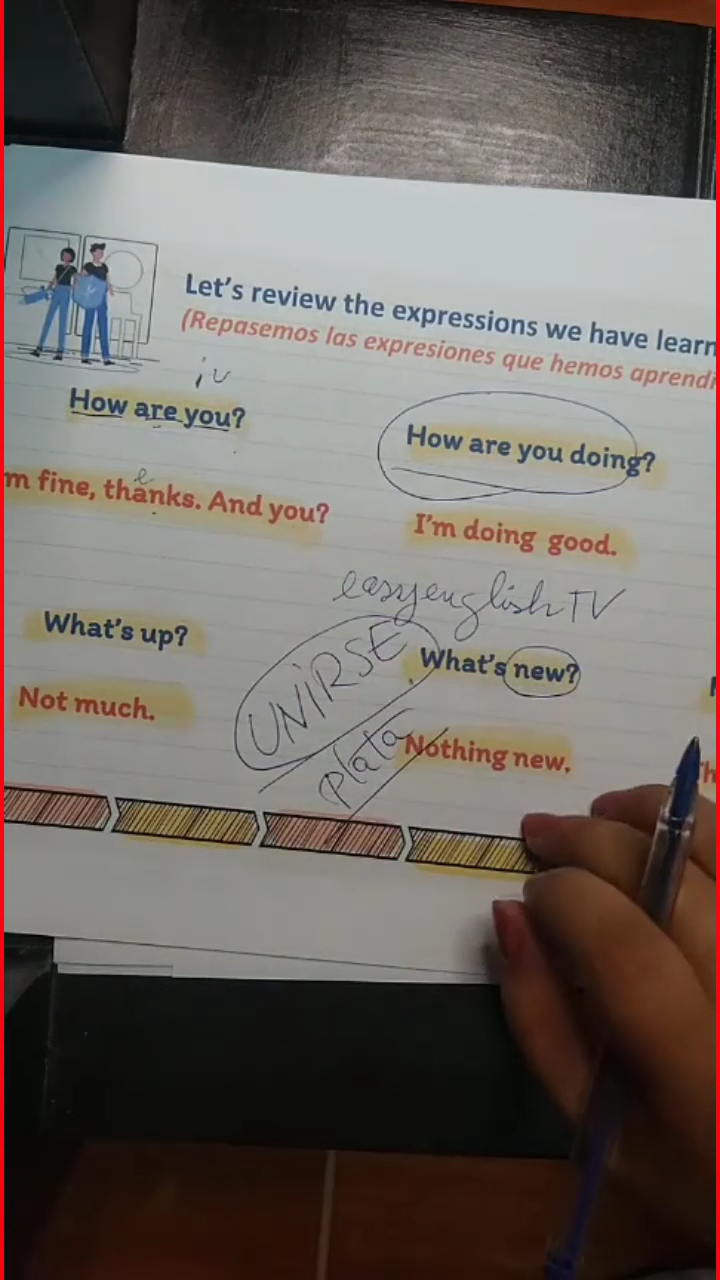 Let's review the expressions we have learn
(Repasemos las expresiones que hemos aprendi
How are you?
m fine, thanks. And you?
How are you doing?
I'm doing good.
easyenglishTV
What's up?
Not much.
UNIRSE
plata
What's new?
Nothing new.